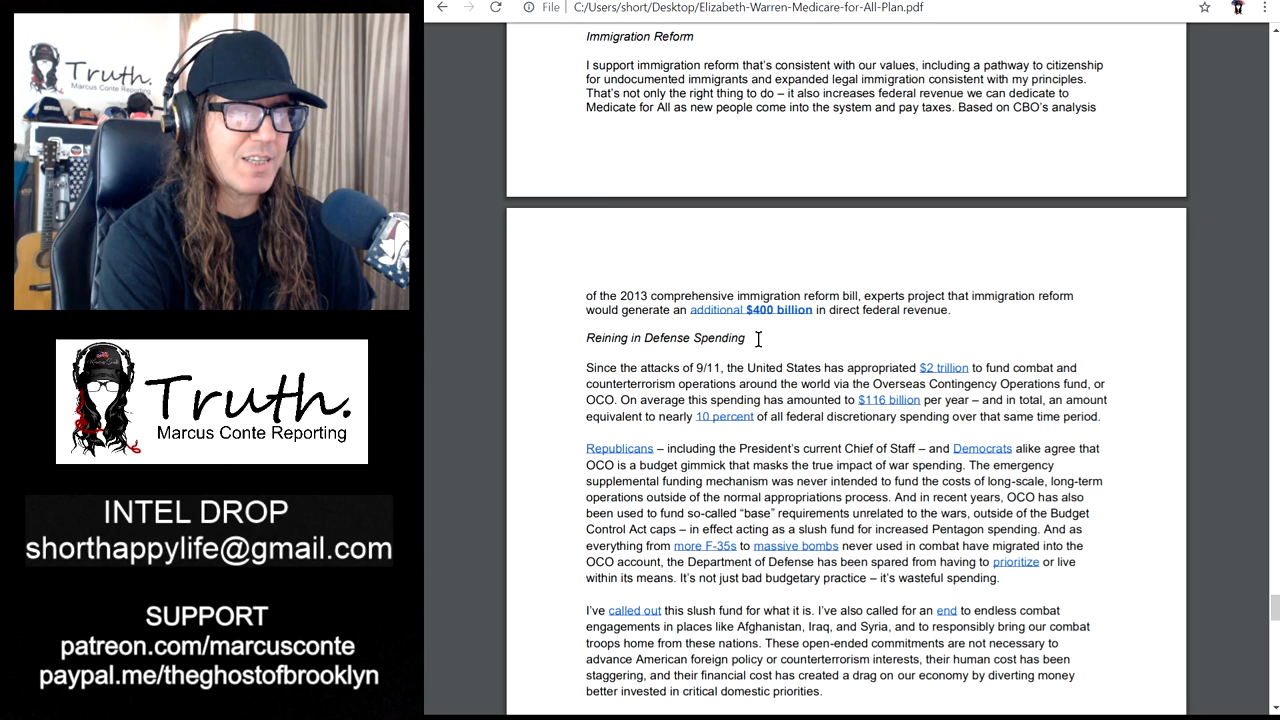 Truth.
Marcus Conte Reporting
Truth.
Marcus Conte Reporting
INTEL DROP
shorthappylife@gmail.com
SUPPORT
patreon.com/marcusconte
paypal.me/theghostofbrooklyn
File | C:/Users/short/Desktop/Elizabeth-Warren-Medicare-for-All-Plan.pdf
Immigration Reform
I support immigration reform that's consistent with our values, including a pathway to citizenship
for undocumented immigrants and expanded legal immigration consistent with my principles.
That's not only the right thing to do – it also increases federal revenue we can dedicate to
Medicate for All as new people come into the system and pay taxes. Based on CBO's analysis
of the 2013 comprehensive immigration reform bill, experts project that immigration reform
would generate an additional $400 billion in direct federal revenue.
Reining in Defense Spending
Since the attacks of 9/11, the United States has appropriated $2 trillion to fund combat and
counterterrorism operations around the world via the Overseas Contingency Operations fund, or
OCO. On average this spending has amounted to $116 billion per year – and in total, an amount
equivalent to nearly 10 percent of all federal discretionary spending over that same time period.
Republicans – including the President's current Chief of Staff – and Democrats alike agree that
OCO is a budget gimmick that masks the true impact of war spending. The emergency
supplemental funding mechanism was never intended to fund the costs of long-scale, long-term
operations outside of the normal appropriations process. And in recent years, OCO has also
been used to fund so-called "base" requirements unrelated to the wars, outside of the Budget
Control Act caps – in effect acting as a slush fund for increased Pentagon spending. And as
everything from more F-35s to massive bombs never used in combat have migrated into the
OCO account, the Department of Defense has been spared from having to prioritize or live
within its means. It's not just bad budgetary practice – it's wasteful spending.
I've called out this slush fund for what it is. I've also called for an end to endless combat
engagements in places like Afghanistan, Iraq, and Syria, and to responsibly bring our combat
troops home from these nations. These open-ended commitments are not necessary to
advance American foreign policy or counterterrorism interests, their human cost has been
staggering, and their financial cost has created a drag on our economy by diverting money
better invested in critical domestic priorities.